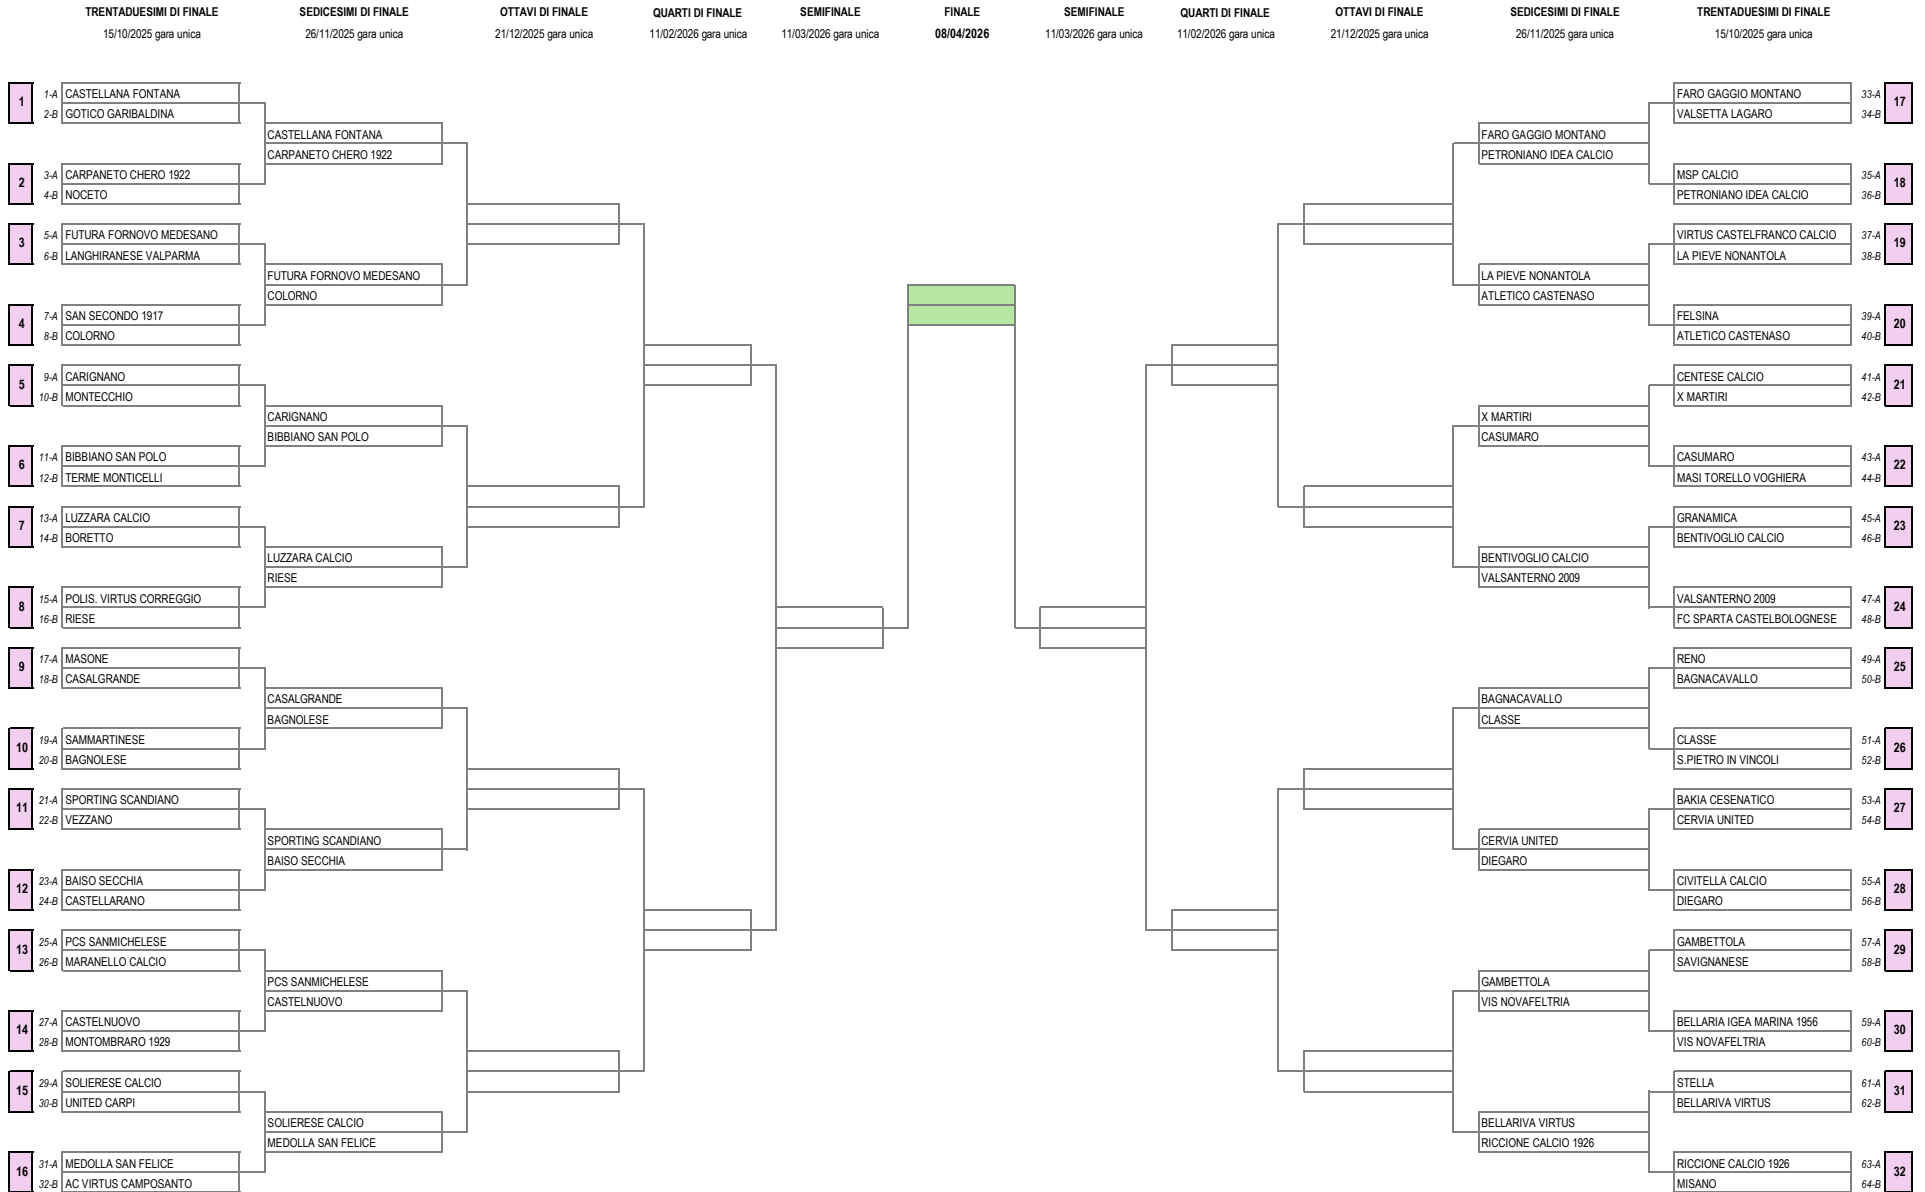 TRENTADUESIMI DI FINALE SEDICESIMI DI FINALE OTTAVI DI FINALE QUARTI DI FINALE SEMIFINALE FINALE SEMIFINALE QUARTI DI FINALE OTTAVI DI FINALE SEDICESIMI DI FINALE TRENTADUESIMI DI FINALE
15/10/2025 gara unica 26/11/2025 gara unica 21/12/2025 gara unica 11/02/2026 gara unica 11/03/2026 gara unica 08/04/2026 11/03/2026 gara unica 11/02/2026 gara unica 21/12/2025 gara unica 26/11/2025 gara unica 15/10/2025 gara unica
1
1-A CASTELLANA FONTANA
2-B GOTICO GARIBALDINA
2
3-A CARPANETO CHERO 1922
4-B NOCETO
3
5-A FUTURA FORNOVO MEDESANO
6-B LANGHIRANESE VALPARMA
4
7-A SAN SECONDO 1917
8-B COLORNO
5
9-A CARIGNANO
10-B MONTECCHIO
6
11-A BIBBIANO SAN POLO
12-B TERME MONTICELLI
7
13-A LUZZARA CALCIO
14-B BORETTO
8
15-A POLIS. VIRTUS CORREGGIO
16-B RIESE
9
17-A MASONE
18-B CASALGRANDE
10
19-A SAMMARTINESE
20-B BAGNOLESE
11
21-A SPORTING SCANDIANO
22-B VEZZANO
12
23-A BAISO SECCHIA
24-B CASTELLARANO
13
25-A PCS SANMICHELESE
26-B MARANELLO CALCIO
14
27-A CASTELNUOVO
28-B MONTOMBRARO 1929
15
29-A SOLIERESE CALCIO
30-B UNITED CARPI
16
31-A MEDOLLA SAN FELICE
32-B AC VIRTUS CAMPOSANTO
CASTELLANA FONTANA
CARPANETO CHERO 1922
FUTURA FORNOVO MEDESANO
COLORNO
CARIGNANO
BIBBIANO SAN POLO
LUZZARA CALCIO
RIESE
CASALGRANDE
BAGNOLESE
SPORTING SCANDIANO
BAISO SECCHIA
PCS SANMICHELESE
CASTELNUOVO
SOLIERESE CALCIO
MEDOLLA SAN FELICE
FARO GAGGIO MONTANO
PETRONIANO IDEA CALCIO
LA PIEVE NONANTOLA
ATLETICO CASTENASO
X MARTIRI
CASUMARO
BENTIVOGLIO CALCIO
VALSANTERNO 2009
BAGNACAVALLO
CLASSE
CERVIA UNITED
DIEGARO
GAMBETTOLA
VIS NOVAFELTRIA
BELLARIVA VIRTUS
RICCIONE CALCIO 1926
FARO GAGGIO MONTANO 33-A
VALSETTA LAGARO 34-B
17
MSP CALCIO 35-A
PETRONIANO IDEA CALCIO 36-B
18
VIRTUS CASTELFRANCO CALCIO 37-A
LA PIEVE NONANTOLA 38-B
19
FELSINA 39-A
ATLETICO CASTENASO 40-B
20
CENTESE CALCIO 41-A
X MARTIRI 42-B
21
CASUMARO 43-A
MASI TORELLO VOGHIERA 44-B
22
GRANAMICA 45-A
BENTIVOGLIO CALCIO 46-B
23
VALSANTERNO 2009 47-A
FC SPARTA CASTELBOLOGNESE 48-B
24
RENO 49-A
BAGNACAVALLO 50-B
25
CLASSE 51-A
S.PIETRO IN VINCOLI 52-B
26
BAKIA CESENATICO 53-A
CERVIA UNITED 54-B
27
CIVITELLA CALCIO 55-A
DIEGARO 56-B
28
GAMBETTOLA 57-A
SAVIGNANESE 58-B
29
BELLARIA IGEA MARINA 1956 59-A
VIS NOVAFELTRIA 60-B
30
STELLA 61-A
BELLARIVA VIRTUS 62-B
31
RICCIONE CALCIO 1926 63-A
MISANO 64-B
32